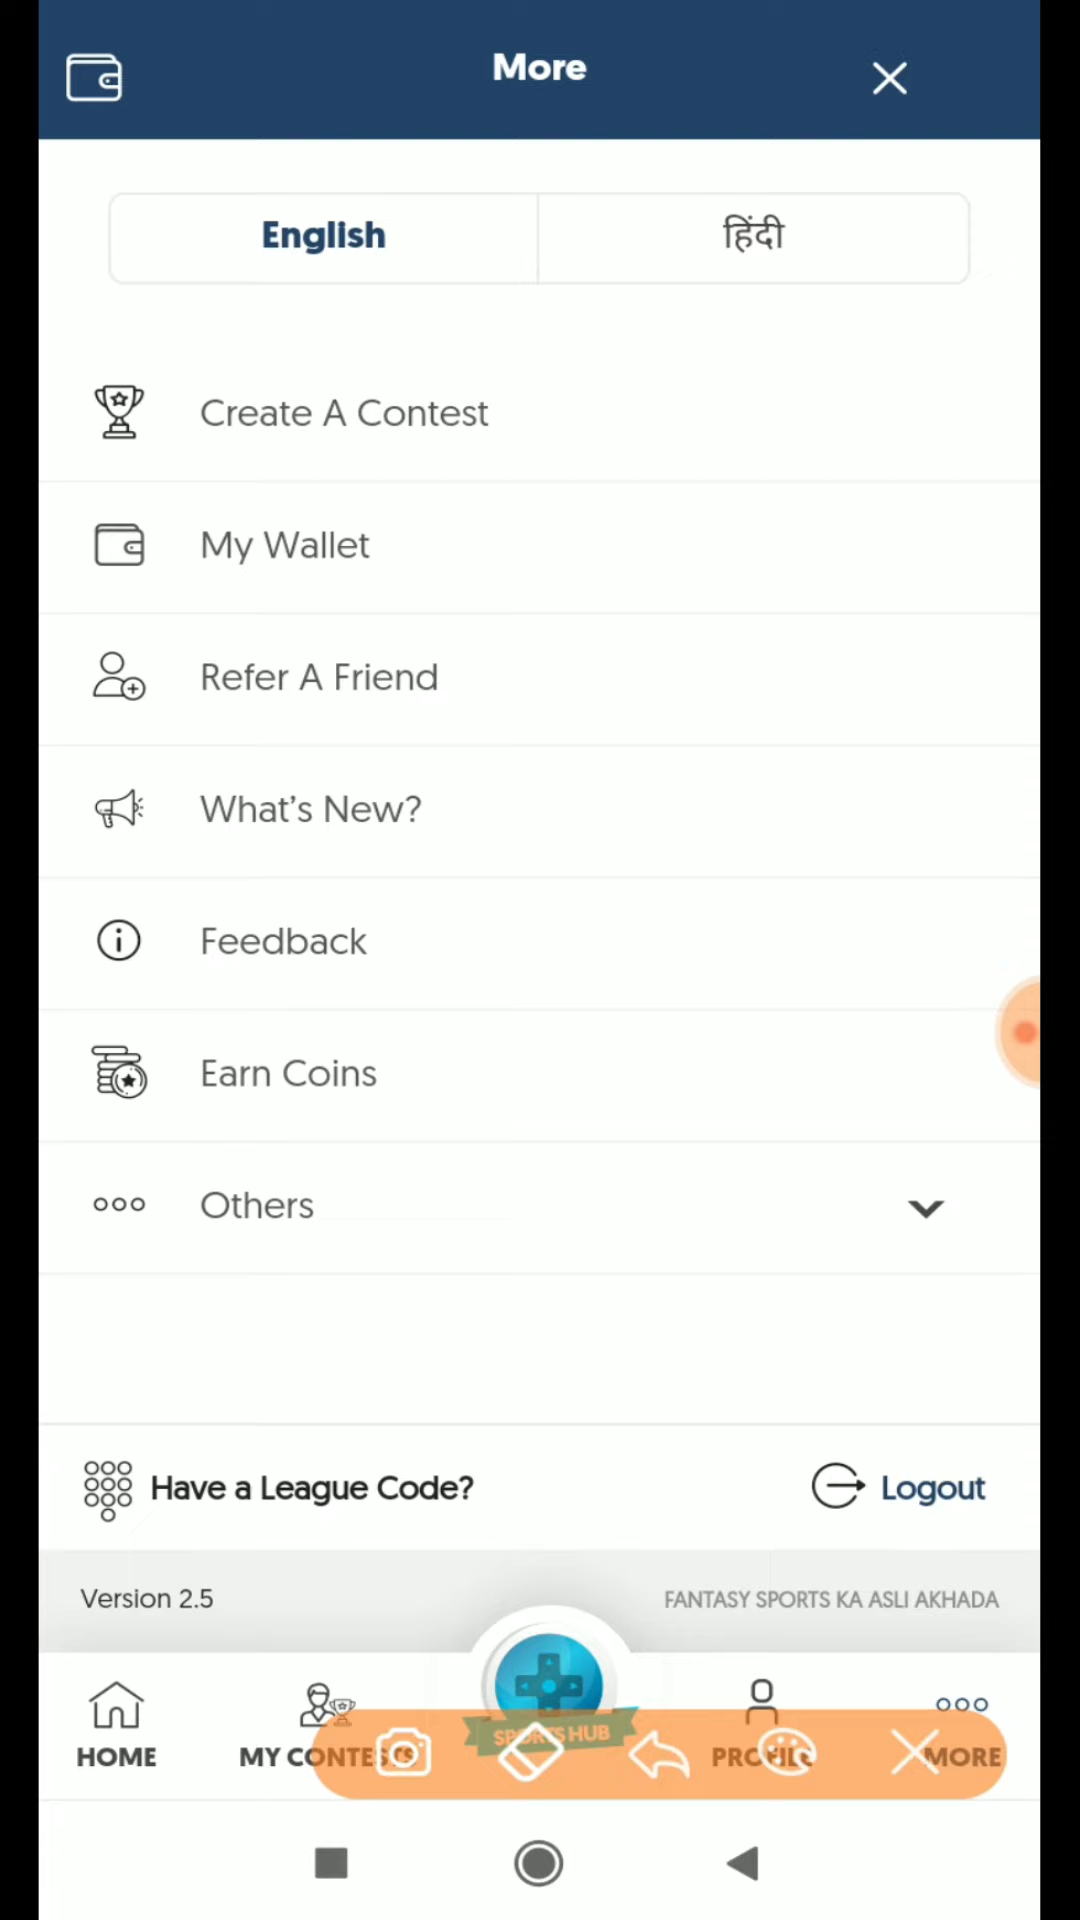 More
English
हिंदी
Create A Contest
My Wallet
Refer A Friend
What's New?
Feedback
Earn Coins
Others
Have a League Code?
Logout
Version 2.5
FANTASY SPORTS KA ASLI AKHADA
SPORTS HUB
HOME
MY CONTESTS
PROFILE
MORE